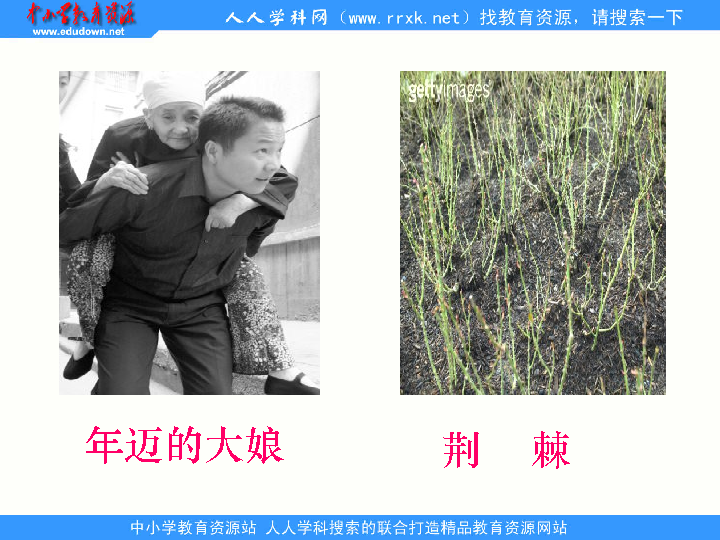 中小学教育资源
www.edudown.net
人人学科网（www.rrxk.net）找教育资源，请搜索一下
gettyimages
年迈的大娘
荆 棘
中小学教育资源站 人人学科搜索的联合打造精品教育资源网站